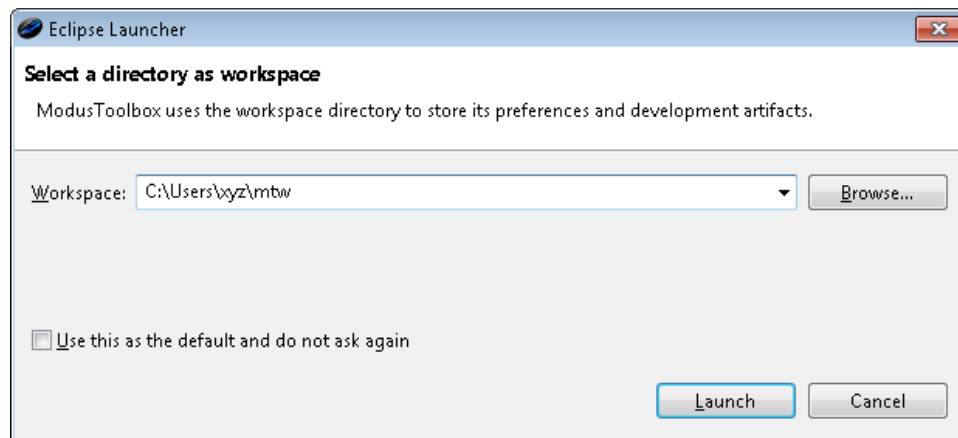 Eclipse Launcher
Select a directory as workspace
ModusToolbox uses the workspace directory to store its preferences and development artifacts.
Workspace: C:\Users\xyz\mtw Browse...
Use this as the default and do not ask again
Launch Cancel